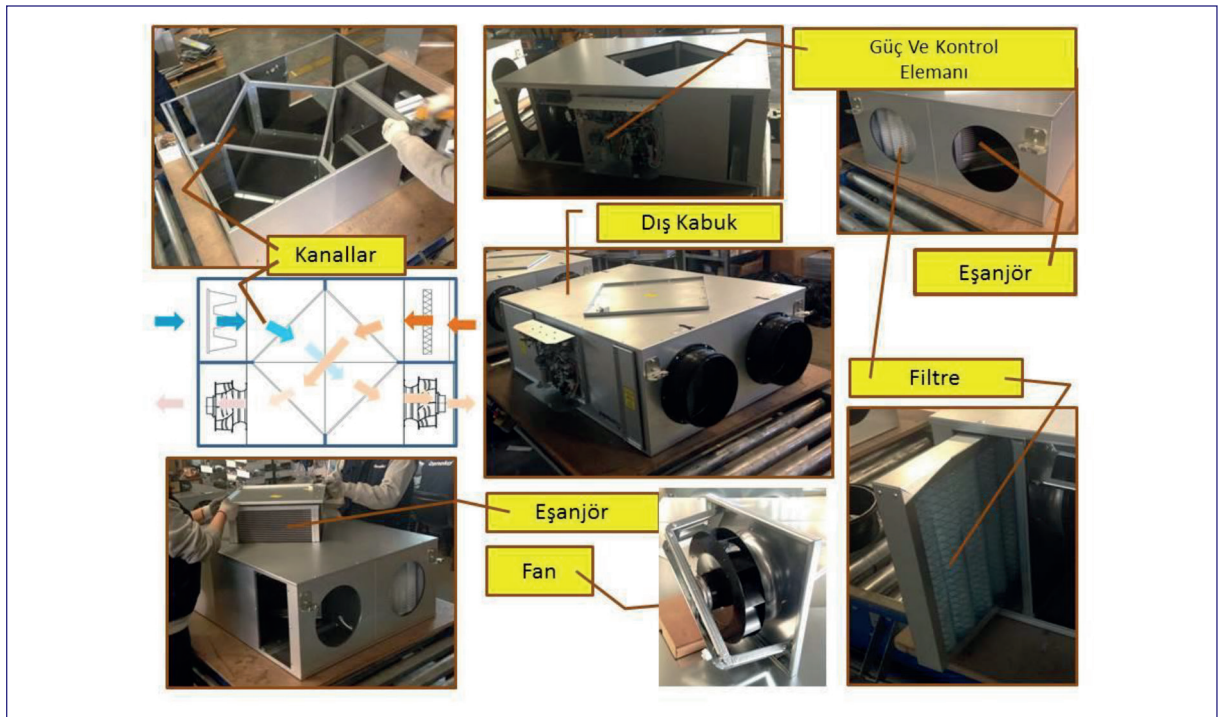 Güç Ve Kontrol
Elemanı
Dış Kabuk
Kanallar
Eşanjör
Filtre
Eşanjör
Fan